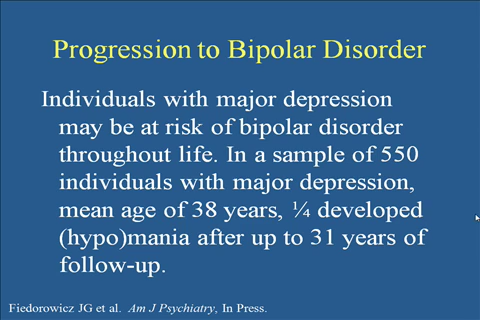 Progression to Bipolar Disorder
Individuals with major depression
may be at risk of bipolar disorder
throughout life. In a sample of 550
individuals with major depression,
mean age of 38 years, ¼ developed
(hypo)mania after up to 31 years of
follow-up.
Fiedorowicz JG et al. Am J Psychiatry, In Press.